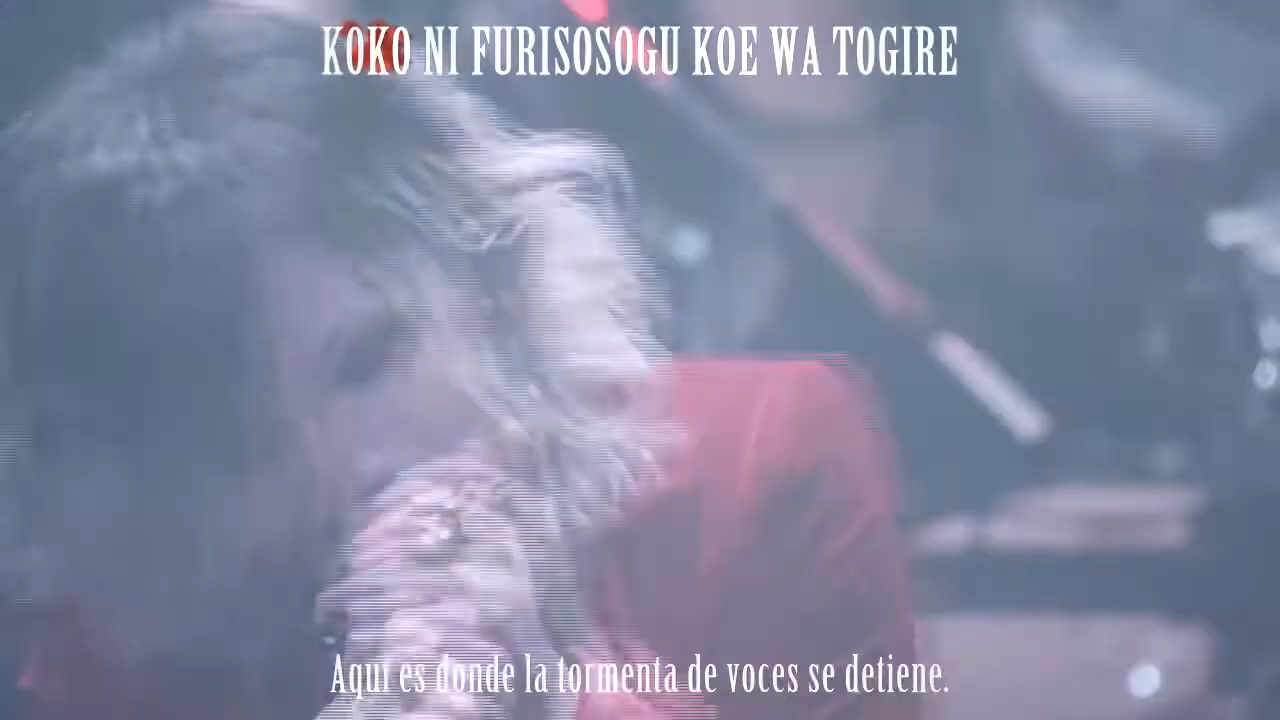 KOKO NI FURISOSOGU KOE WA TOGIRE
Aquí es donde la tormenta de voces se detiene.